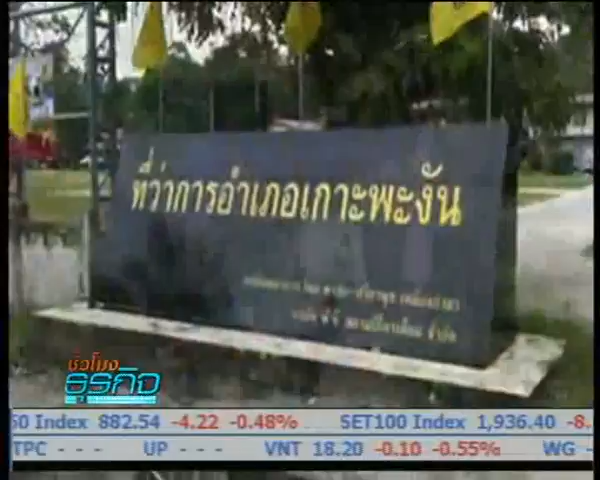 ที่ว่าการอำเภอเกาะพะงัน
ชั่วโมง
ธุรกิจ
50 Index 882.54 -4.22 -0.48% SET100 Index 1,936.40 -8.
TPC - - - UP - - - VNT 18.20 -0.10 -0.55% WG -